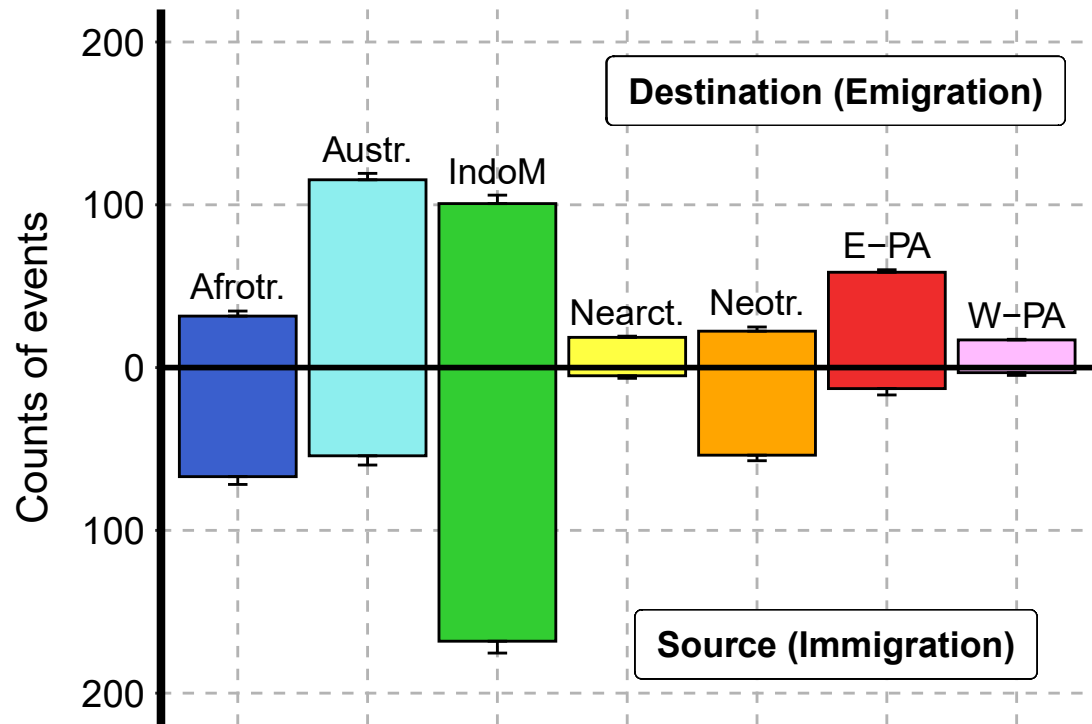 200
Destination (Emigration)
Austr.
IndoM
100
E−PA
Afrotr.
Nearct.
Neotr.
W−PA
Counts of events
0
100
Source (Immigration)
200